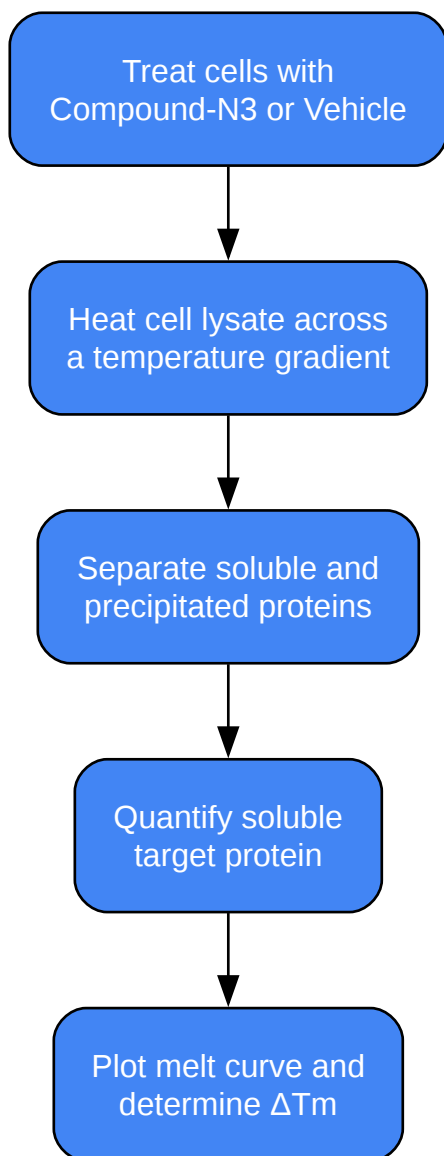 Treat cells with
Compound-N3 or Vehicle
Heat cell lysate across
a temperature gradient
Separate soluble and
precipitated proteins
Quantify soluble
target protein
Plot melt curve and
determine ΔTm